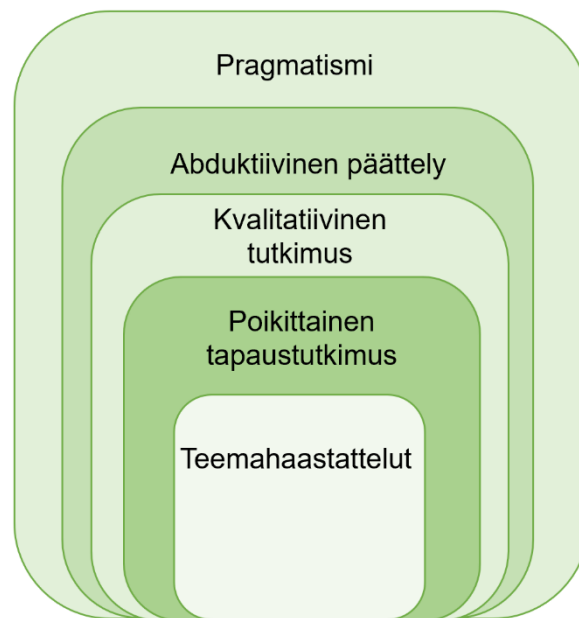 Pragmatismi
Abduktiivinen päättely
Kvalitatiivinen
tutkimus
Poikittainen
tapaustutkimus
Teemahaastattelut